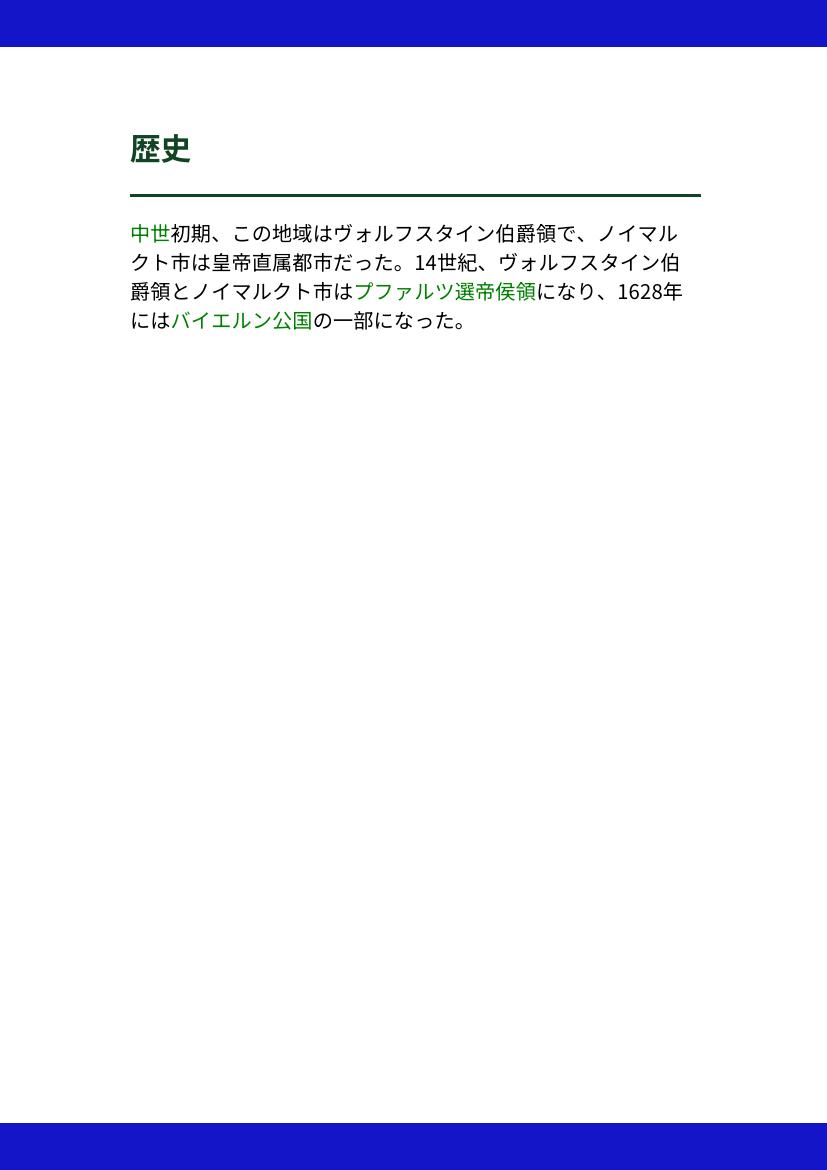 歴史
中世初期、この地域はヴォルフスタイン伯爵領で、ノイマル
クト市は皇帝直属都市だった。14世紀、ヴォルフスタイン伯
爵領とノイマルクト市はプファルツ選帝侯領になり、1628年
にはバイエルン公国の一部になった。